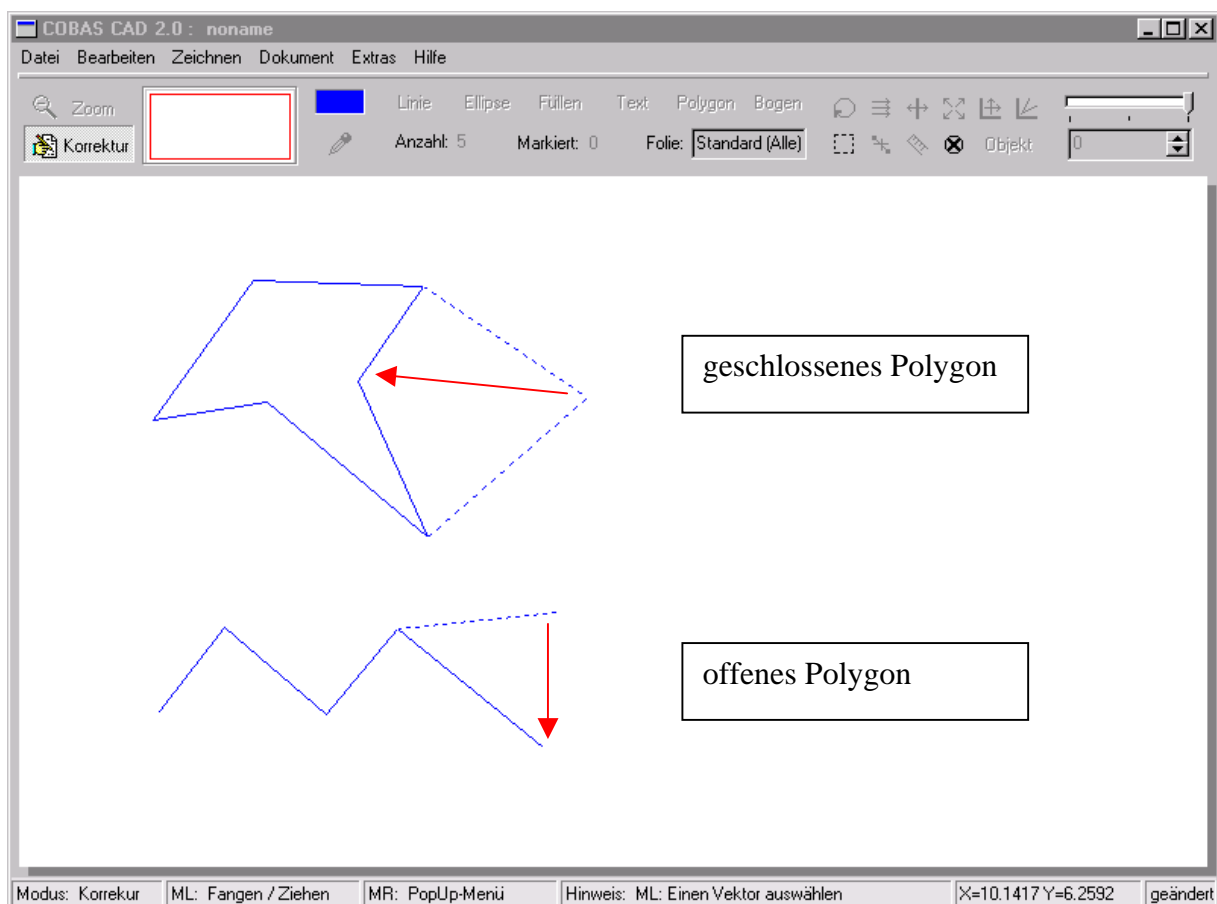 COBAS CAD 2.0 : noname
Datei Bearbeiten Zeichnen Dokument Extras Hilfe
Zoom Linie Ellipse Füllen Text Polygon Bogen
Korrektur Anzahl: 5 Markiert: 0 Folie: Standard (Alle) Objekt 0
geschlossenes Polygon
offenes Polygon
Modus: Korrekur ML: Fangen / Ziehen MR: PopUp-Menü Hinweis: ML: Einen Vektor auswählen X=10.1417 Y=6.2592 geändert